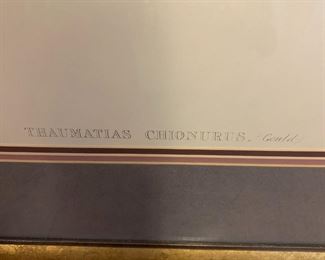 THAUMATIAS CHIONURUS. (Gould)